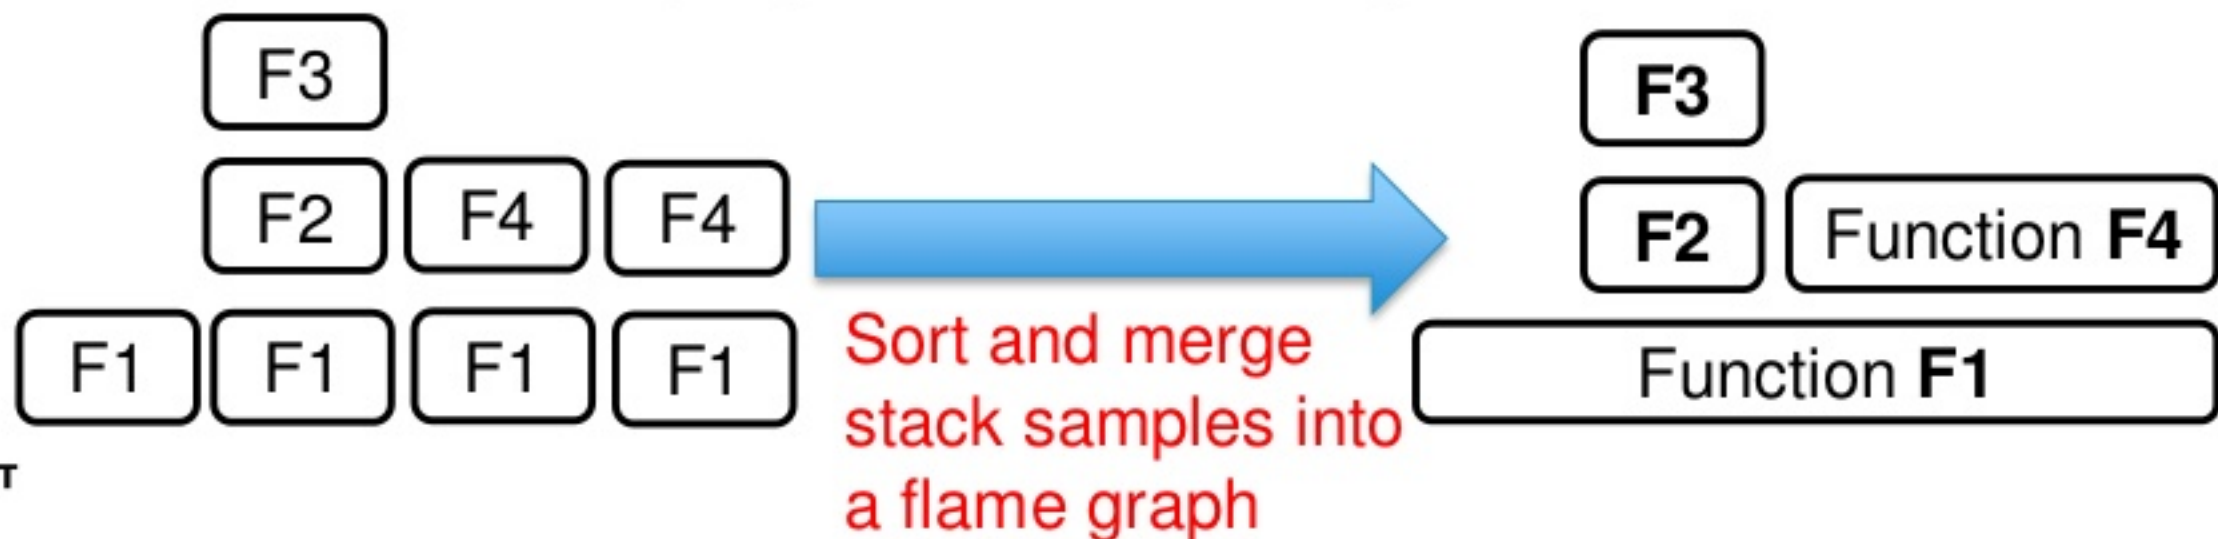 F3
F2 F4 F4
F1 F1 F1 F1
Sort and merge
stack samples into
a flame graph
F3
F2 Function F4
Function F1
T